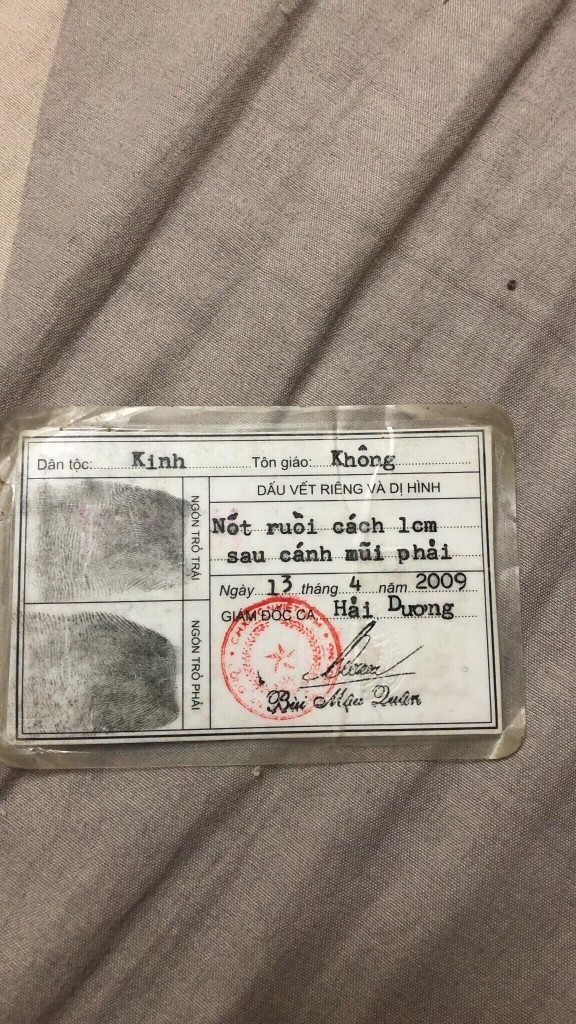 Dân tộc: Kinh Tôn giáo: Không
DẤU VẾT RIÊNG VÀ DỊ HÌNH
Nốt ruồi cách 1cm
sau cánh mũi phải
NGÓN TRỎ TRÁI
NGÓN TRỎ PHẢI
Ngày 13 tháng 4 năm 2009
GIÁM ĐỐC CA Hải Dương
Bùi Mậu Quân